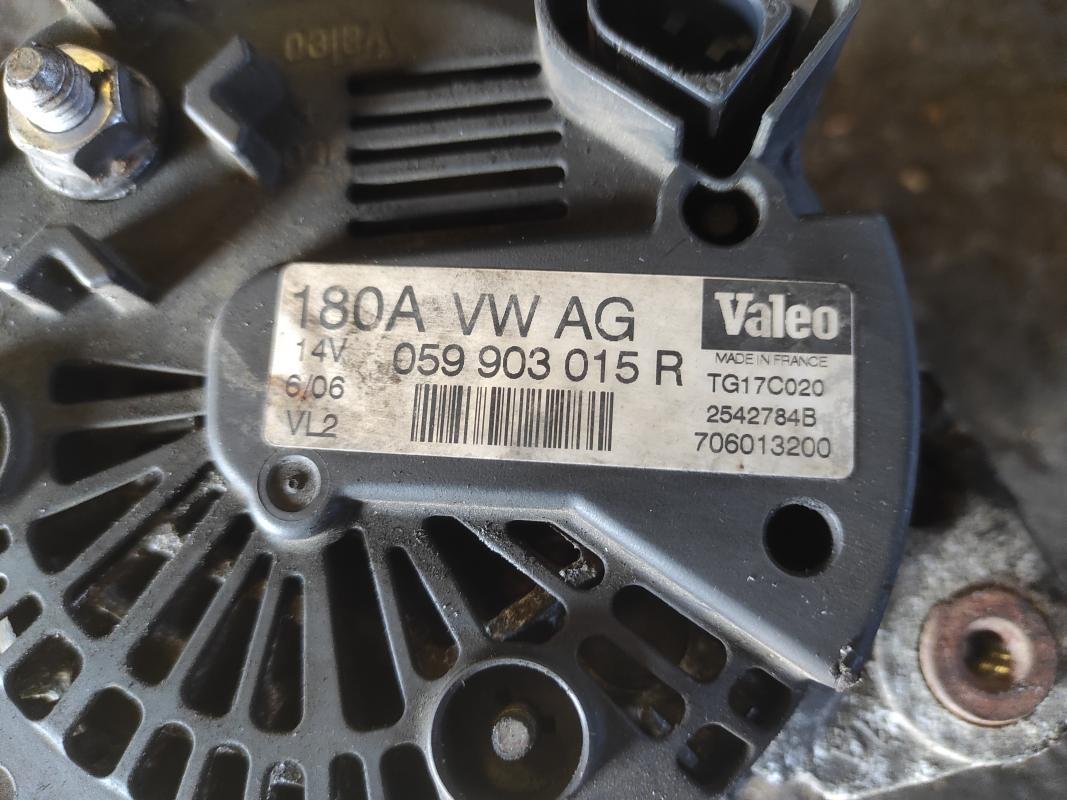 Valeo
180A VW AG
14V 059 903 015 R
6/06
VL2
Valeo
MADE IN FRANCE
TG17C020
2542784B
706013200